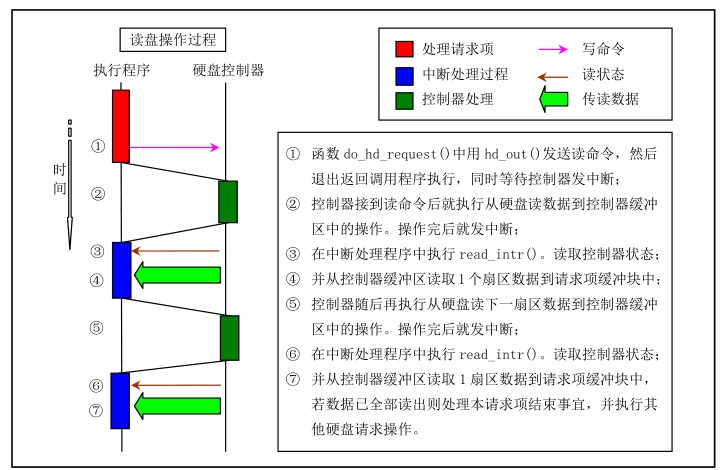 读盘操作过程
执行程序
硬盘控制器
时间
①
②
③
④
⑤
⑥
⑦
处理请求项
写命令
中断处理过程
读状态
控制器处理
传读数据
① 函数 do_hd_request()中用 hd_out()发送读命令，然后
退出返回调用程序执行，同时等待控制器发中断；
② 控制器接到读命令后就执行从硬盘读数据到控制器缓冲
区中的操作。操作完后就发中断；
③ 在中断处理程序中执行 read_intr()。读取控制器状态；
④ 并从控制器缓冲区读取 1 个扇区数据到请求项缓冲块中；
⑤ 控制器随后再执行从硬盘读下一扇区数据到控制器缓冲
区中的操作。操作完后就发中断；
⑥ 在中断处理程序中执行 read_intr()。读取控制器状态；
⑦ 并从控制器缓冲区读取 1 扇区数据到请求项缓冲块中，
若数据已全部读出则处理本请求项结束事宜，并执行其
他硬盘请求操作。